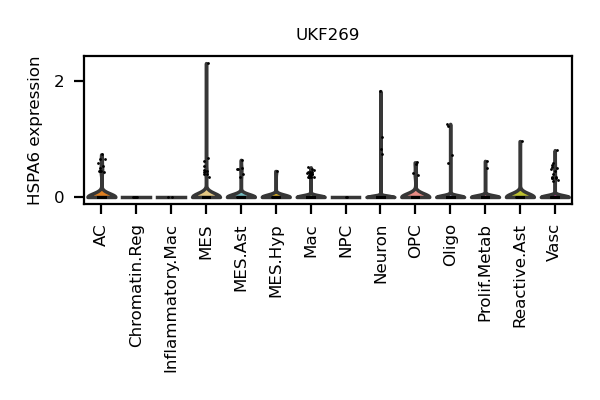 UKF269
HSPA6 expression
2
0
AC
Chromatin.Reg
Inflammatory.Mac
MES
MES.Ast
MES.Hyp
Mac
NPC
Neuron
OPC
Oligo
Prolif.Metab
Reactive.Ast
Vasc